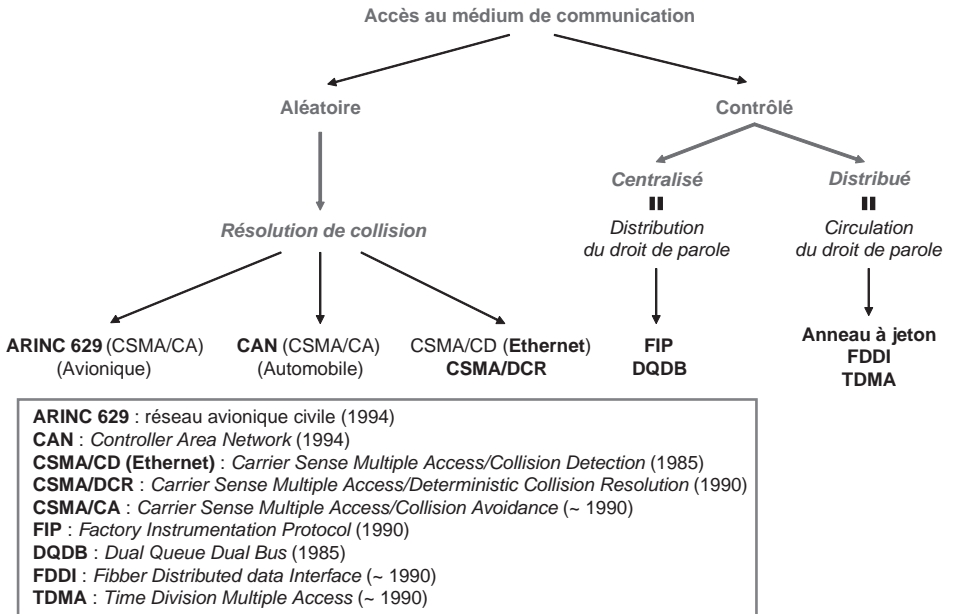 Accès au médium de communication
Aléatoire
Contrôlé
Centralisé
Distribué
Distribution
du droit de parole
Circulation
du droit de parole
Résolution de collision
ARINC 629 (CSMA/CA)
(Avionique)
CAN (CSMA/CA)
(Automobile)
CSMA/CD (Ethernet)
CSMA/DCR
FIP
DQDB
Anneau à jeton
FDDI
TDMA
ARINC 629 : réseau avionique civile (1994)
CAN : Controller Area Network (1994)
CSMA/CD (Ethernet) : Carrier Sense Multiple Access/Collision Detection (1985)
CSMA/DCR : Carrier Sense Multiple Access/Deterministic Collision Resolution (1990)
CSMA/CA : Carrier Sense Multiple Access/Collision Avoidance (~ 1990)
FIP : Factory Instrumentation Protocol (1990)
DQDB : Dual Queue Dual Bus (1985)
FDDI : Fibber Distributed data Interface (~ 1990)
TDMA : Time Division Multiple Access (~ 1990)